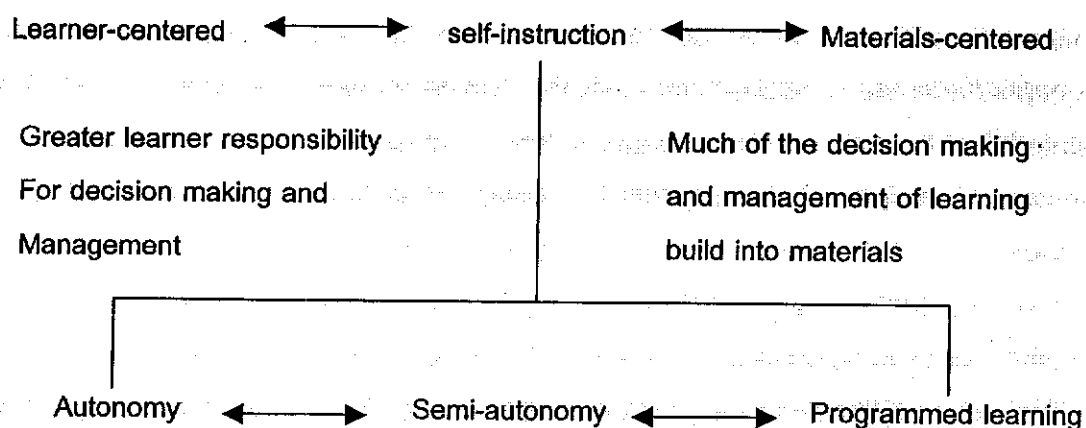 Learner-centered self-instruction Materials-centered
Greater learner responsibility
For decision making and
Management
Much of the decision making
and management of learning
build into materials
Autonomy Semi-autonomy Programmed learning